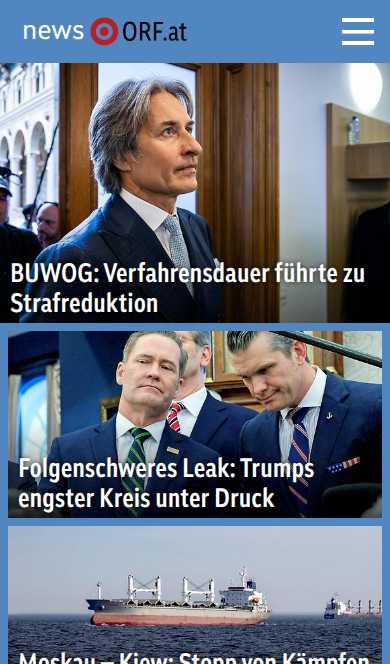 news ORF.at
BUWOG: Verfahrensdauer führte zu
Strafreduktion
Folgenschweres Leak: Trumps
engster Kreis unter Druck
Moskau – Kiew: Stopp von Kämpfen